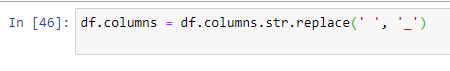 In [46]: df.columns = df.columns.str.replace(' ', '_')